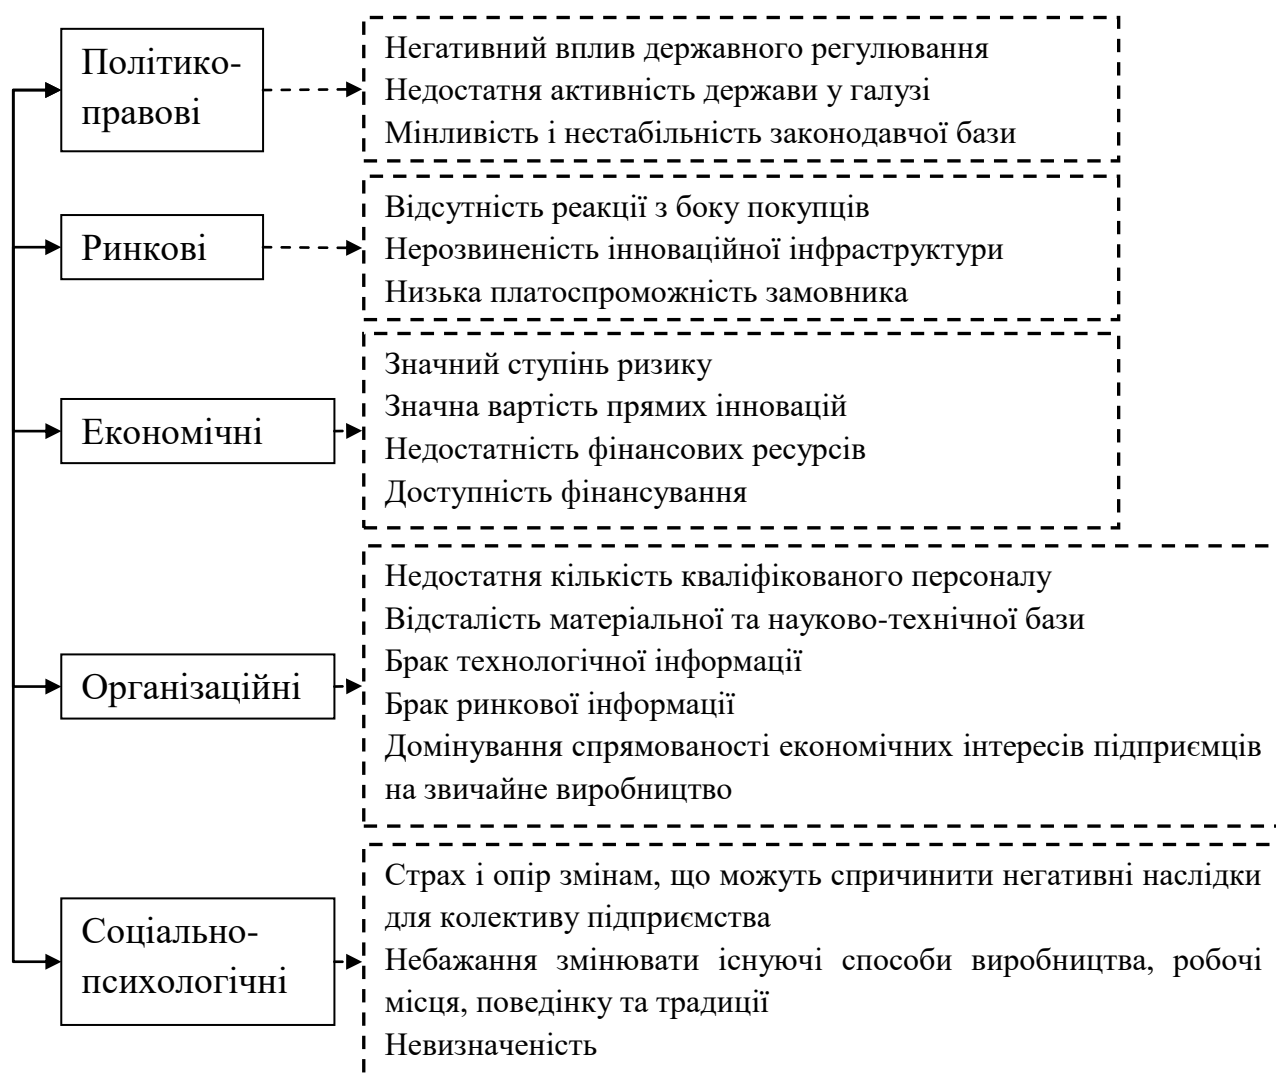 Політико-
правові
Негативний вплив державного регулювання
Недостатня активність держави у галузі
Мінливість і нестабільність законодавчої бази
Ринкові
Відсутність реакції з боку покупців
Нерозвиненість інноваційної інфраструктури
Низька платоспроможність замовника
Економічні
Значний ступінь ризику
Значна вартість прямих інновацій
Недостатність фінансових ресурсів
Доступність фінансування
Організаційні
Недостатня кількість кваліфікованого персоналу
Відсталість матеріальної та науково-технічної бази
Брак технологічної інформації
Брак ринкової інформації
Домінування спрямованості економічних інтересів підприємців
на звичайне виробництво
Соціально-
психологічні
Страх і опір змінам, що можуть спричинити негативні наслідки
для колективу підприємства
Небажання змінювати існуючі способи виробництва, робочі
місця, поведінку та традиції
Невизначеність